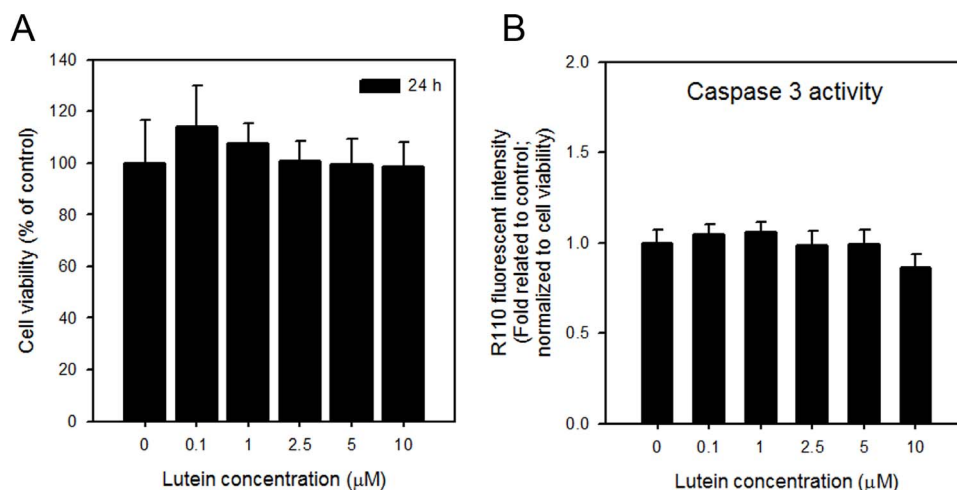 A
Cell viability (% of control)
140
120
100
80
60
40
20
0
24 h
0 0.1 1 2.5 5 10
Lutein concentration (μM)
B
R110 fluorescent intensity
(Fold related to control;
normalized to cell viability)
2.0
1.5
1.0
0.5
0.0
Caspase 3 activity
0 0.1 1 2.5 5 10
Lutein concentration (μM)